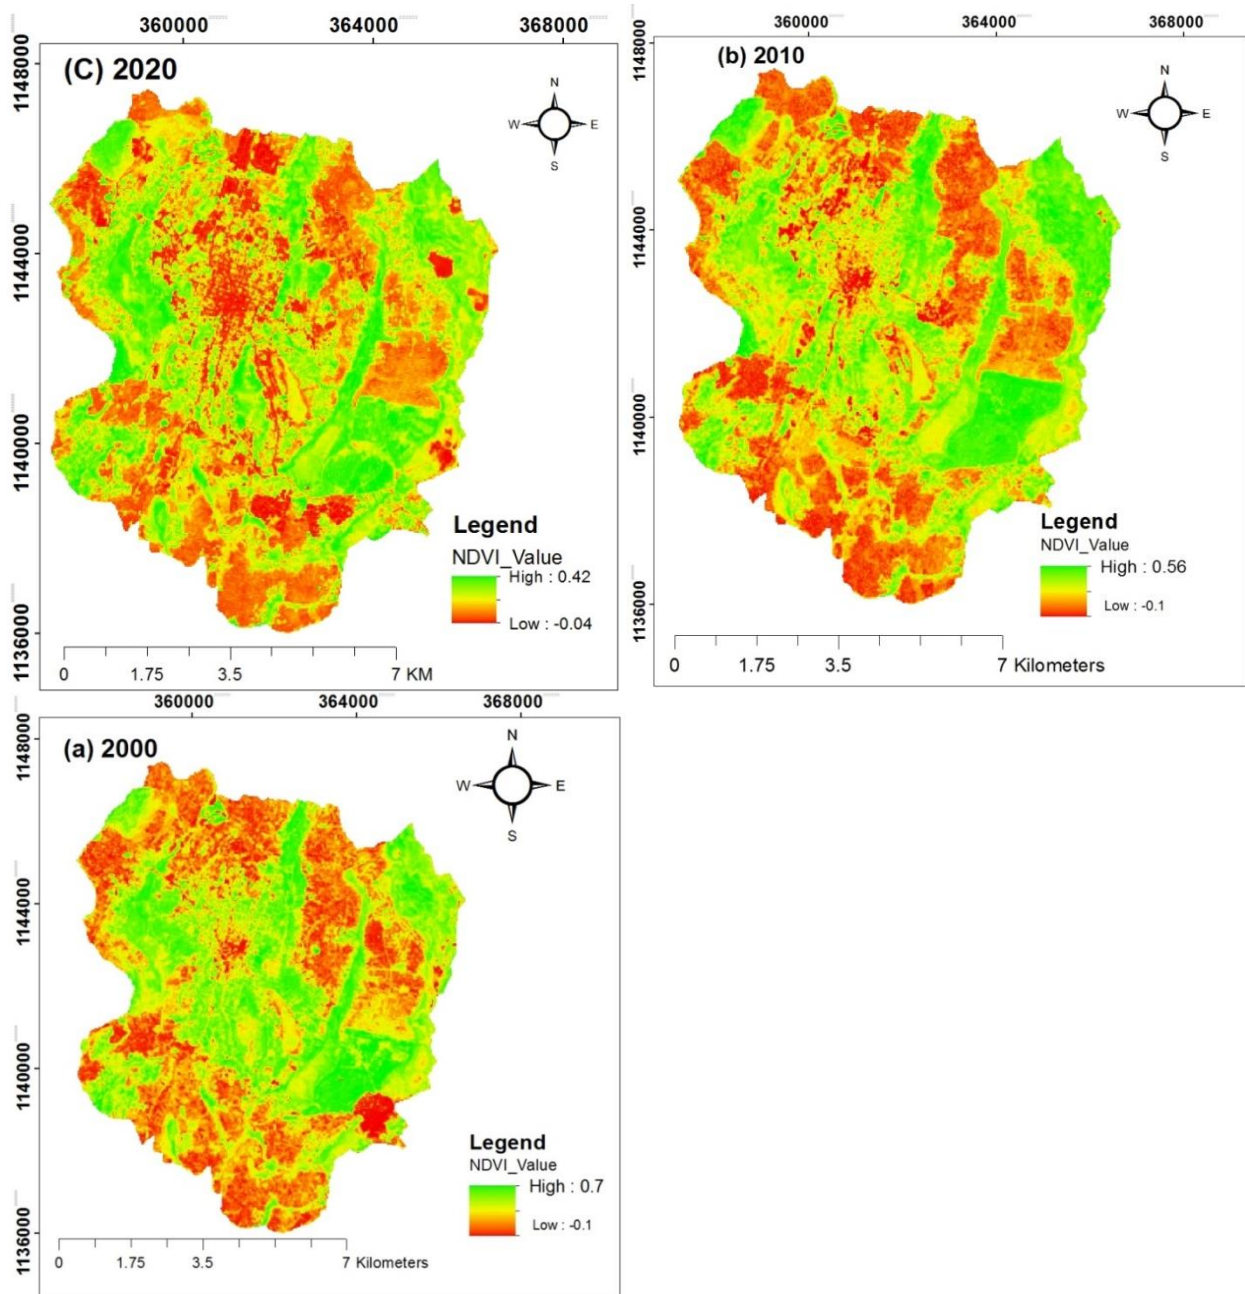 360000 364000 368000
(C) 2020
N
W E
S
1148000
1144000
1140000
1136000
Legend
NDVI_Value
High : 0.42
Low : -0.04
0 1.75 3.5 7 KM
360000 364000 368000
(b) 2010
N
W E
S
1148000
1144000
1140000
1136000
Legend
NDVI_Value
High : 0.56
Low : -0.1
0 1.75 3.5 7 Kilometers
360000 364000 368000
(a) 2000
N
W E
S
1148000
1144000
1140000
1136000
Legend
NDVI_Value
High : 0.7
Low : -0.1
0 1.75 3.5 7 Kilometers